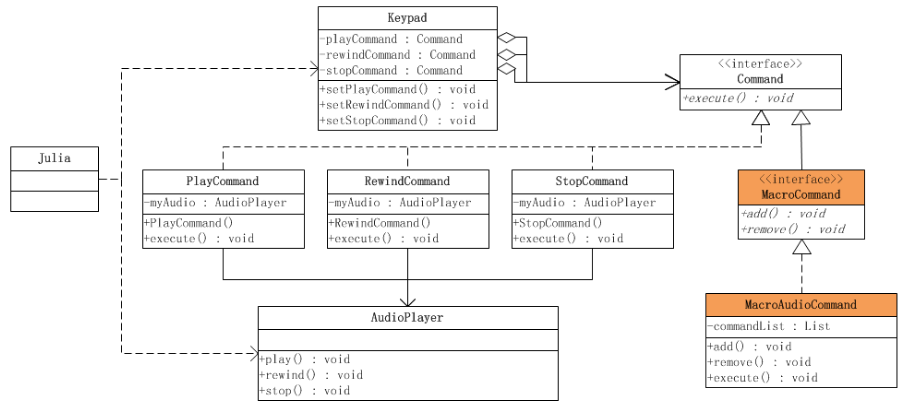 Keypad
-playCommand : Command
-rewindCommand : Command
-stopCommand : Command
+setPlayCommand() : void
+setRewindCommand() : void
+setStopCommand() : void
<<interface>>
Command
+execute() : void
Julia
PlayCommand
-myAudio : AudioPlayer
+PlayCommand()
+execute() : void
RewindCommand
-myAudio : AudioPlayer
+RewindCommand()
+execute() : void
StopCommand
-myAudio : AudioPlayer
+StopCommand()
+execute() : void
<<interface>>
MacroCommand
+add() : void
+remove() : void
AudioPlayer
+play() : void
+rewind() : void
+stop() : void
MacroAudioCommand
-commandList : List
+add() : void
+remove() : void
+execute() : void